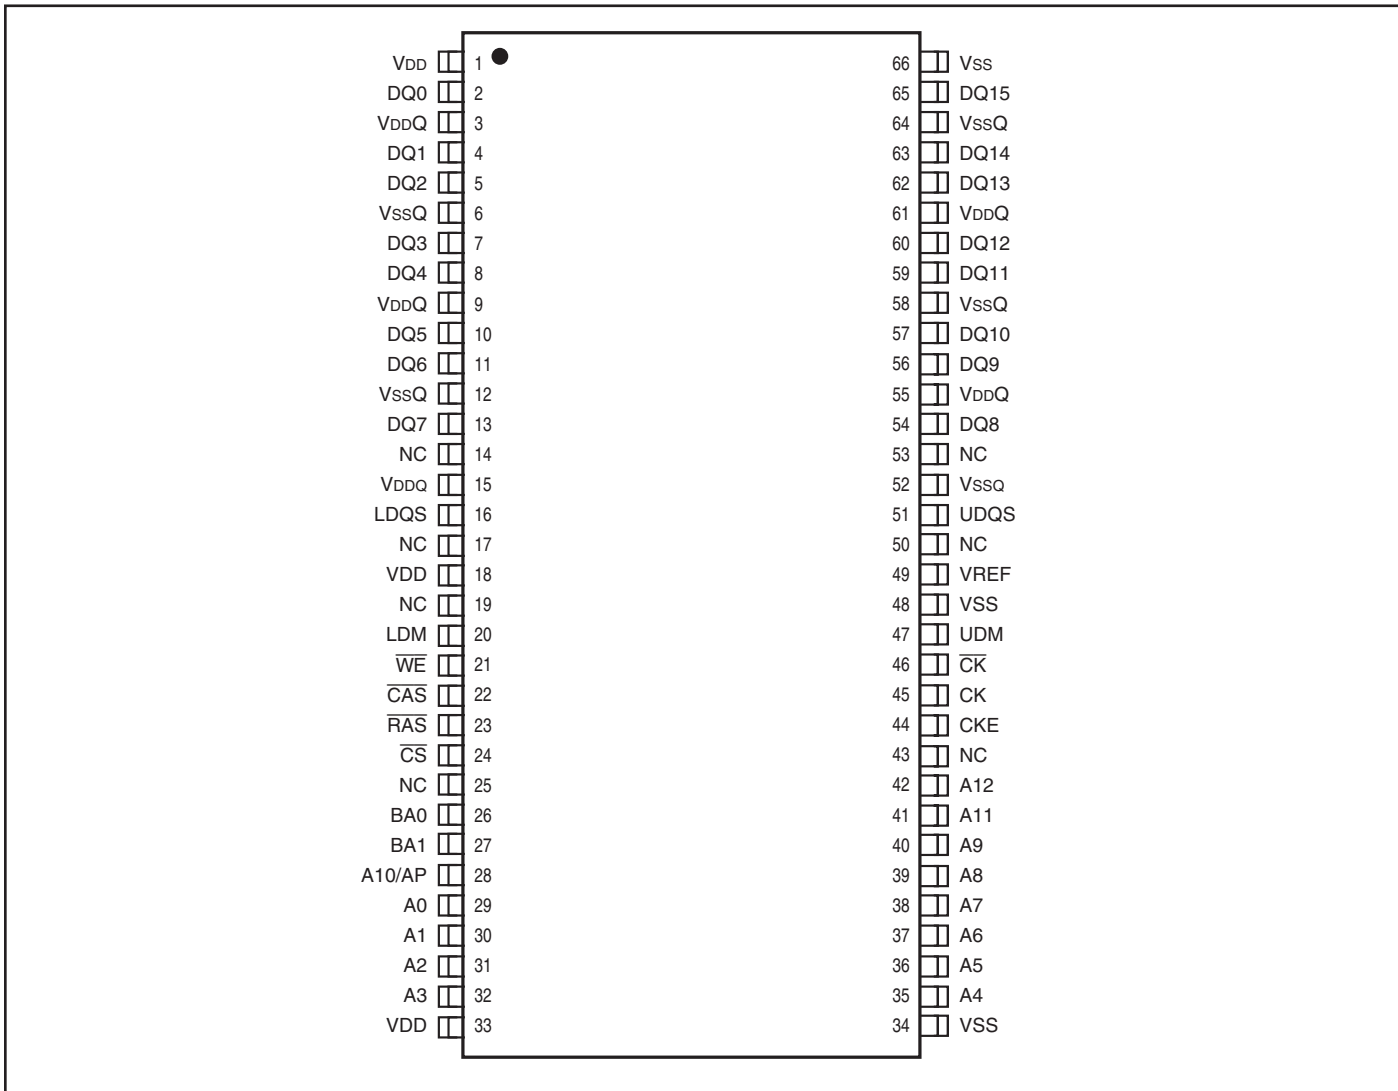 VDD 1 66 VSS
DQ0 2 65 DQ15
VDDQ 3 64 VSSQ
DQ1 4 63 DQ14
DQ2 5 62 DQ13
VSSQ 6 61 VDDQ
DQ3 7 60 DQ12
DQ4 8 59 DQ11
VDDQ 9 58 VSSQ
DQ5 10 57 DQ10
DQ6 11 56 DQ9
VSSQ 12 55 VDDQ
DQ7 13 54 DQ8
NC 14 53 NC
VDDQ 15 52 VSSQ
LDQS 16 51 UDQS
NC 17 50 NC
VDD 18 49 VREF
NC 19 48 VSS
LDM 20 47 UDM
W̅E̅ 21 46 C̅K̅
C̅A̅S̅ 22 45 CK
R̅A̅S̅ 23 44 CKE
C̅S̅ 24 43 NC
NC 25 42 A12
BA0 26 41 A11
BA1 27 40 A9
A10/AP 28 39 A8
A0 29 38 A7
A1 30 37 A6
A2 31 36 A5
A3 32 35 A4
VDD 33 34 VSS